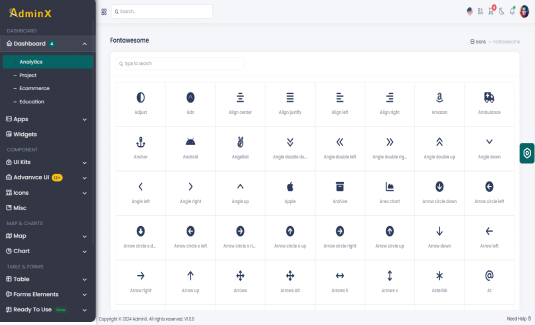 AdminX
Search..
4
DASHBOARD
Dashboard 4
Analytics
Project
Ecommerce
Education
Apps
Widgets
COMPONENT
UI Kits
Advance UI
Icons
Misc
MAP & CHARTS
Map
Chart
TABLE & FORMS
Table
Forms Elements
Ready To Use
Fontawesome
Icons > Fontawesome
Type to search
Adjust Adn Align center Align justify Align left Align right Amazon Ambulance
Anchor Android Angellist Angle double do... Angle double left Angle double rig... Angle double up Angle down
Angle left Angle right Angle up Apple Archive Area chart Arrow circle down Arrow circle left
Arrow circle o d... Arrow circle o left Arrow circle o ri... Arrow circle o up Arrow circle right Arrow circle up Arrow down Arrow left
Arrow right Arrow up Arrows Arrows alt Arrows h Arrows v Asterisk At
Copyright © 2024 AdminX. All rights reserved. V1.5.0
Need Help